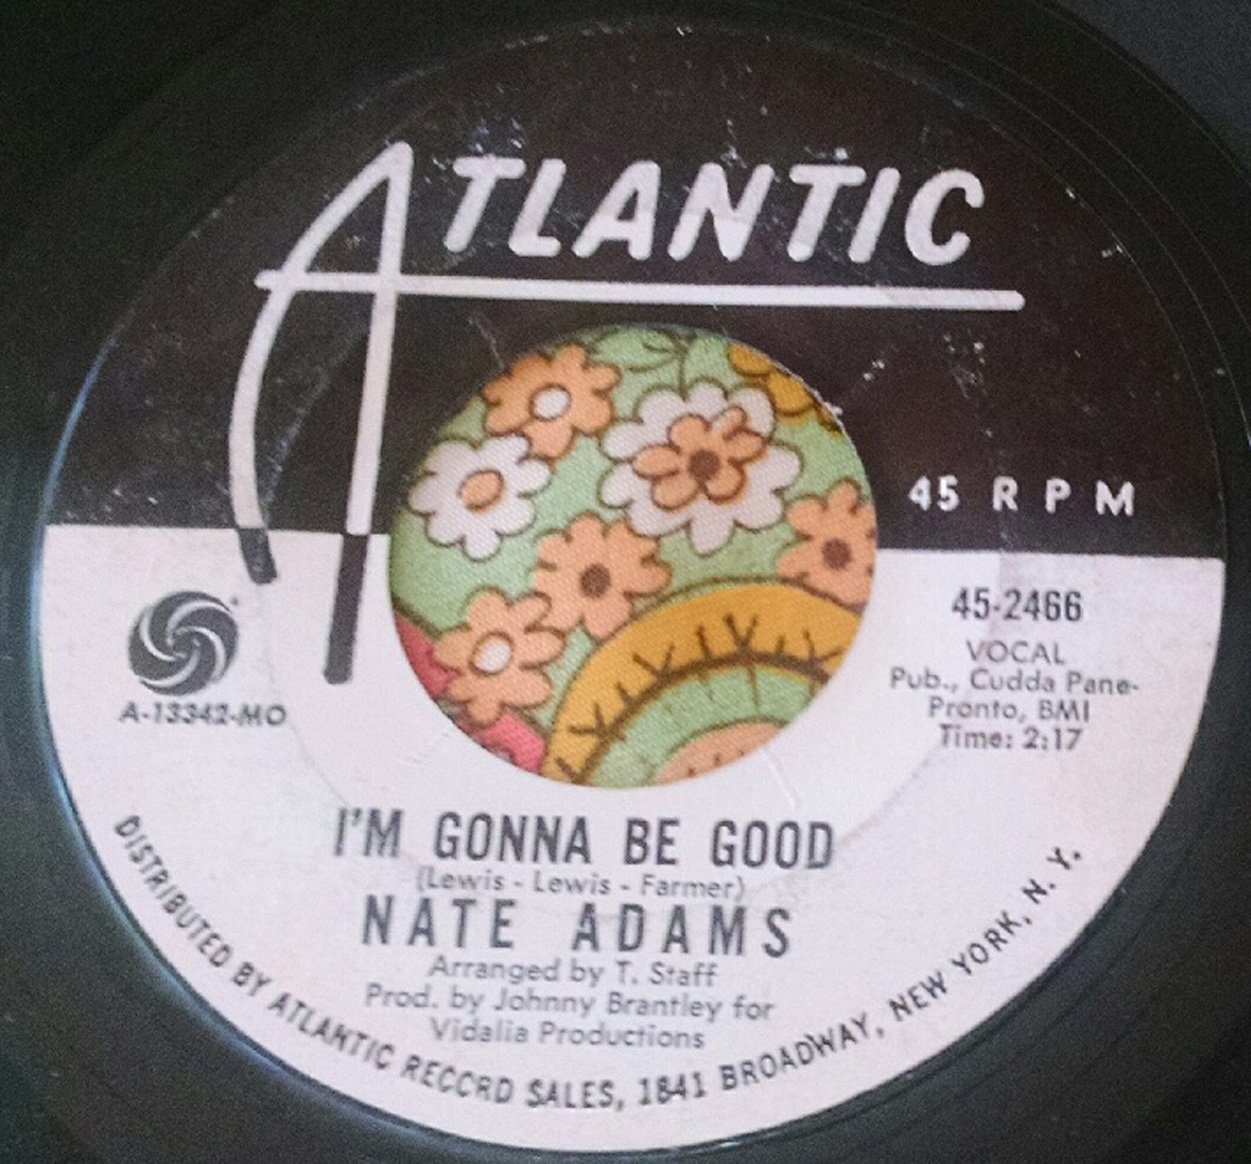 ATLANTIC
45 RPM
45-2466
VOCAL
Pub., Cudda Pane-
Pronto, BMI
Time: 2:17
A-13342-MO
I'M GONNA BE GOOD
(Lewis - Lewis - Farmer)
NATE ADAMS
Arranged by T. Staff
Prod. by Johnny Brantley for
Vidalia Productions
DISTRIBUTED BY ATLANTIC RECORD SALES, 1841 BROADWAY, NEW YORK, N. Y.